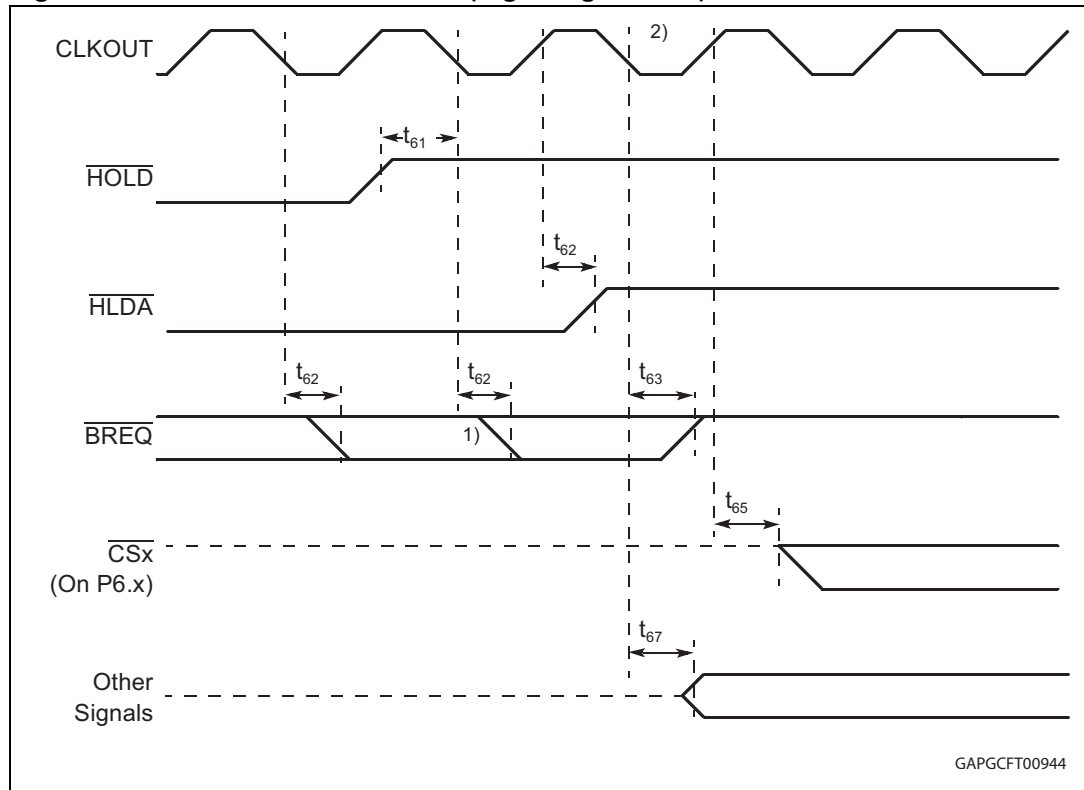 CLKOUT
2)
t61
HOLD
t62
HLDA
t62
t62
t63
BREQ
1)
t65
CSx
(On P6.x)
t67
Other
Signals
GAPGCFT00944